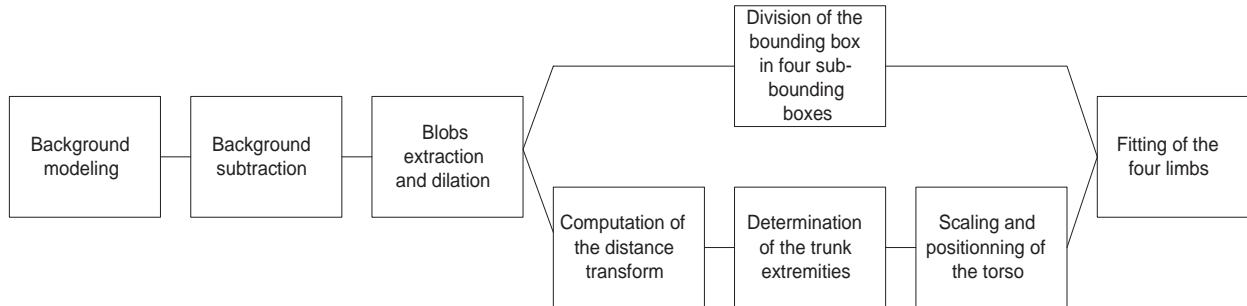 Background
modeling
Background
subtraction
Blobs
extraction
and dilation
Division of the
bounding box
in four sub-
bounding
boxes
Computation of
the distance
transform
Determination
of the trunk
extremities
Scaling and
positionning of
the torso
Fitting of the
four limbs